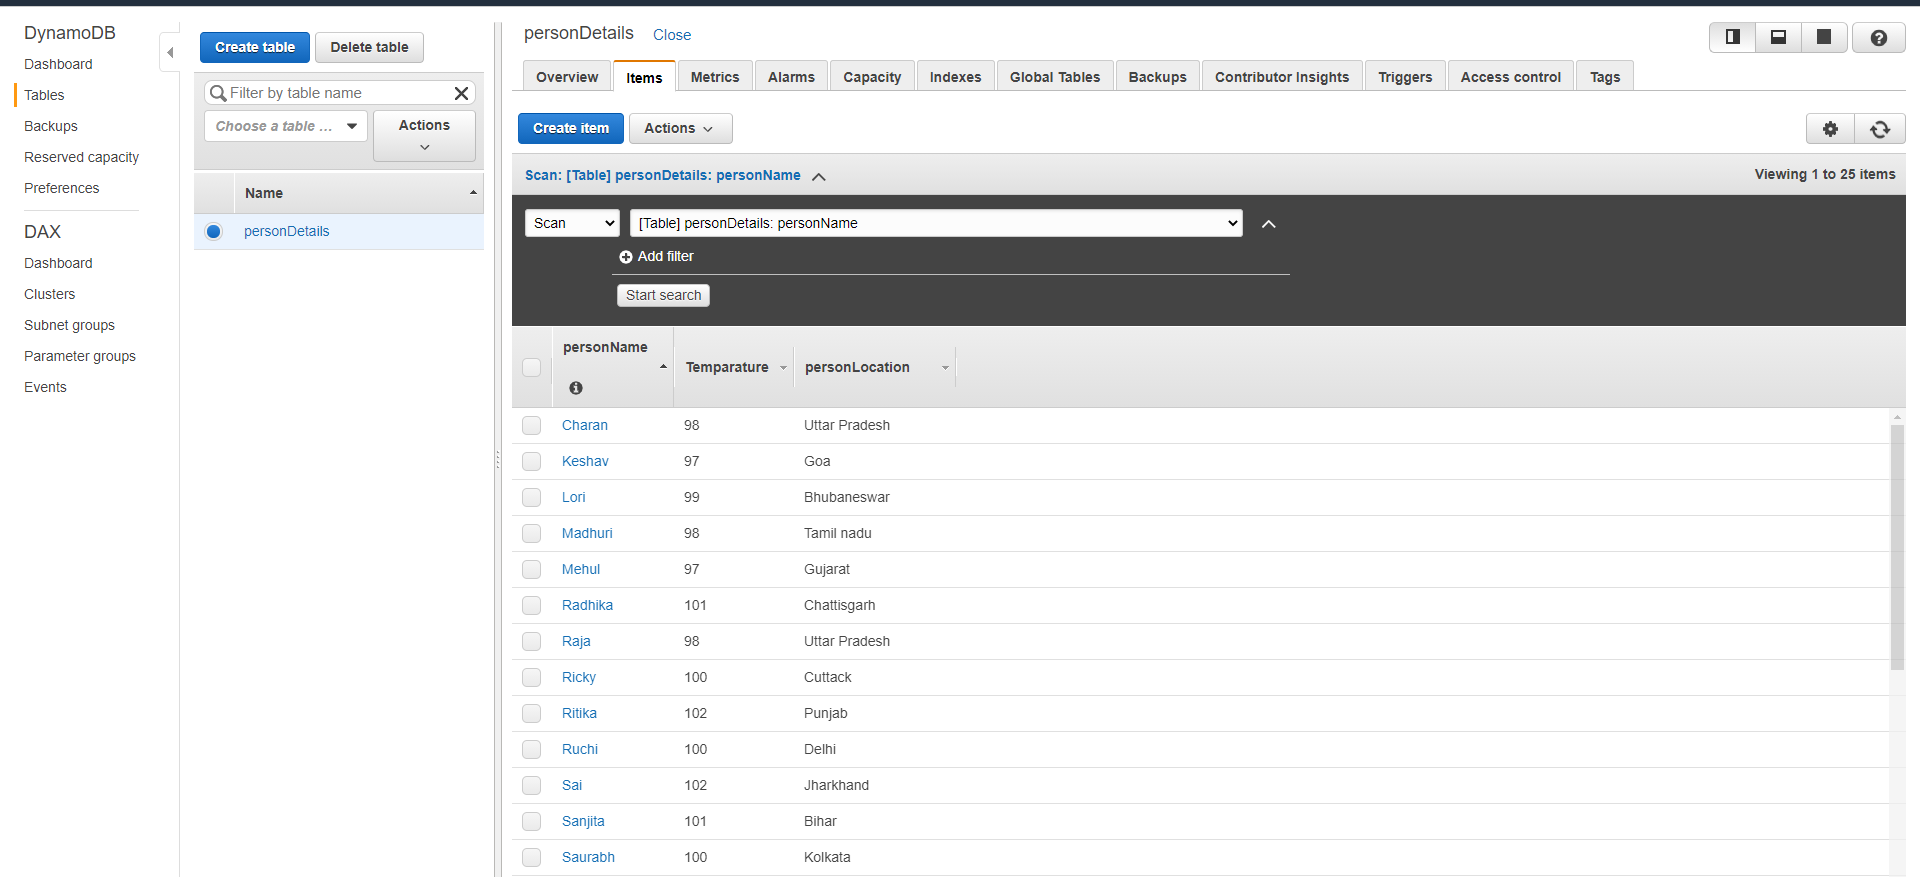 DynamoDB
Dashboard
Tables
Backups
Reserved capacity
Preferences
DAX
Dashboard
Clusters
Subnet groups
Parameter groups
Events
Create table Delete table
Filter by table name
Choose a table ... Actions
Name
personDetails
personDetails Close
Overview Items Metrics Alarms Capacity Indexes Global Tables Backups Contributor Insights Triggers Access control Tags
Create item Actions
Scan: [Table] personDetails: personName Viewing 1 to 25 items
Scan [Table] personDetails: personName
Add filter
Start search
personName Temparature personLocation
Charan 98 Uttar Pradesh
Keshav 97 Goa
Lori 99 Bhubaneswar
Madhuri 98 Tamil nadu
Mehul 97 Gujarat
Radhika 101 Chattisgarh
Raja 98 Uttar Pradesh
Ricky 100 Cuttack
Ritika 102 Punjab
Ruchi 100 Delhi
Sai 102 Jharkhand
Sanjita 101 Bihar
Saurabh 100 Kolkata